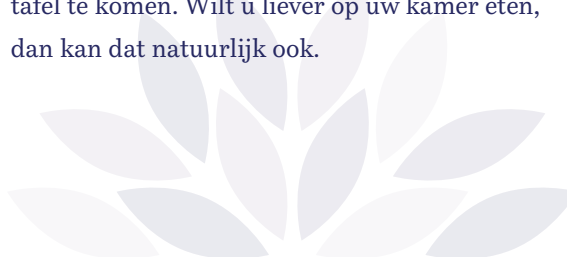 tafel te komen. Wilt u liever op uw kamer eten,
dan kan dat natuurlijk ook.